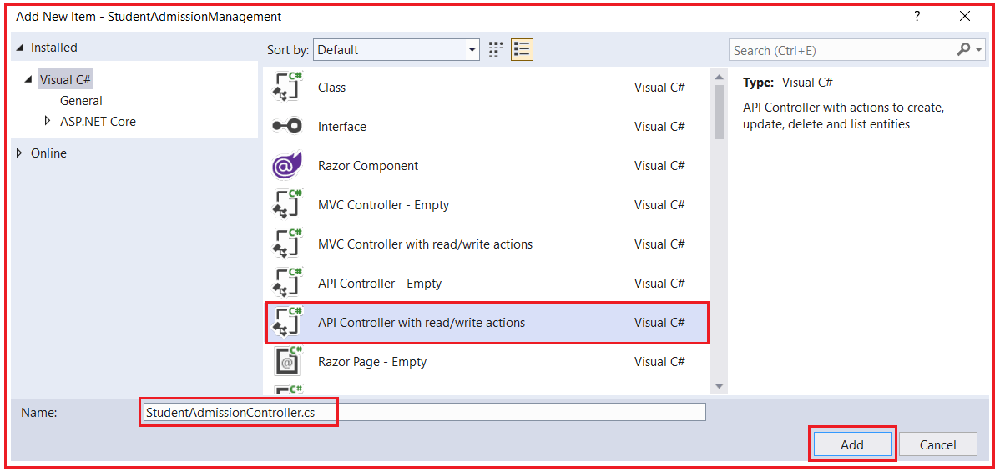 Add New Item - StudentAdmissionManagement ? ×
Installed
Visual C#
General
ASP.NET Core
Online
Sort by: Default
Search (Ctrl+E)
C# Class Visual C#
Interface Visual C#
@ Razor Component Visual C#
C# MVC Controller - Empty Visual C#
C# MVC Controller with read/write actions Visual C#
C# API Controller - Empty Visual C#
C# API Controller with read/write actions Visual C#
C# @ Razor Page - Empty Visual C#
C#
Type: Visual C#
API Controller with actions to create,
update, delete and list entities
Name: StudentAdmissionController.cs
Add Cancel